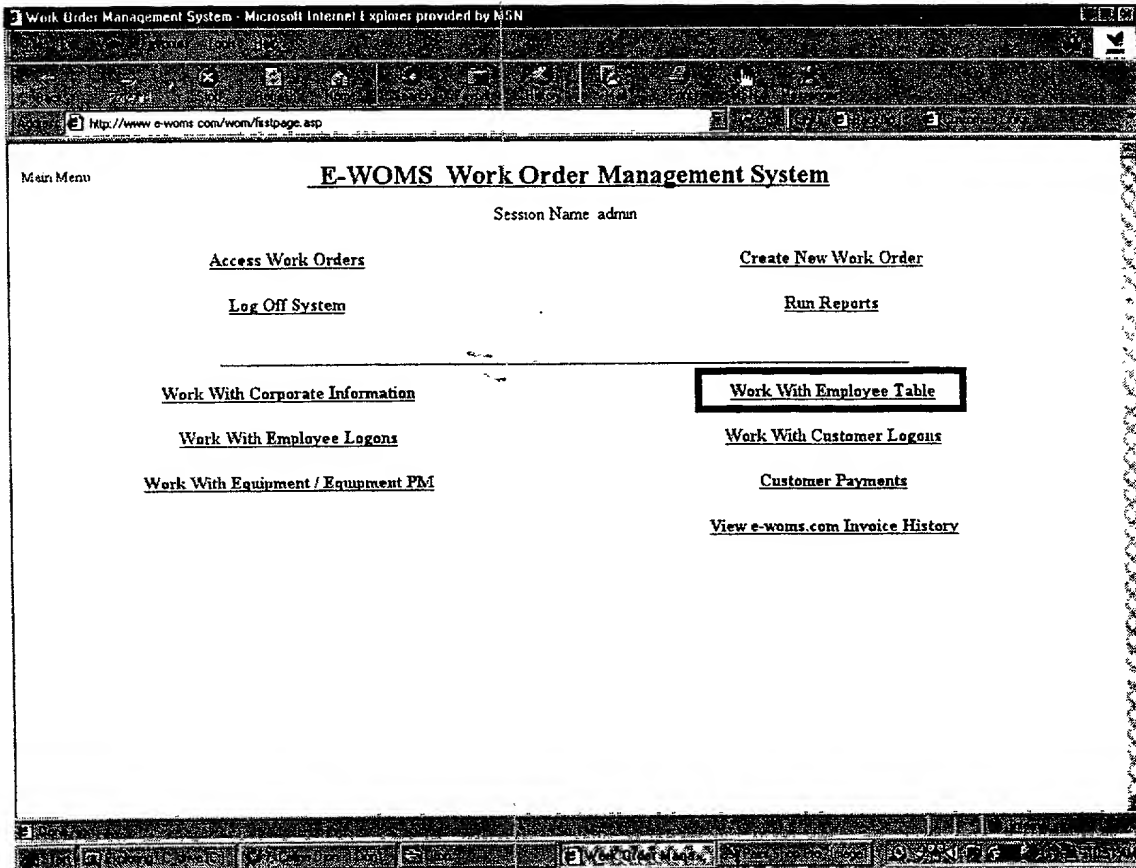 Work Order Management System - Microsoft Internet Explorer provided by MSN
http://www e-woms com/wom/firstpage.asp
Main Menu
E-WOMS Work Order Management System
Session Name admin
Access Work Orders Create New Work Order
Log Off System Run Reports
Work With Corporate Information Work With Employee Table
Work With Employee Logons Work With Customer Logons
Work With Equipment / Equipment PM Customer Payments
View e-woms.com Invoice History